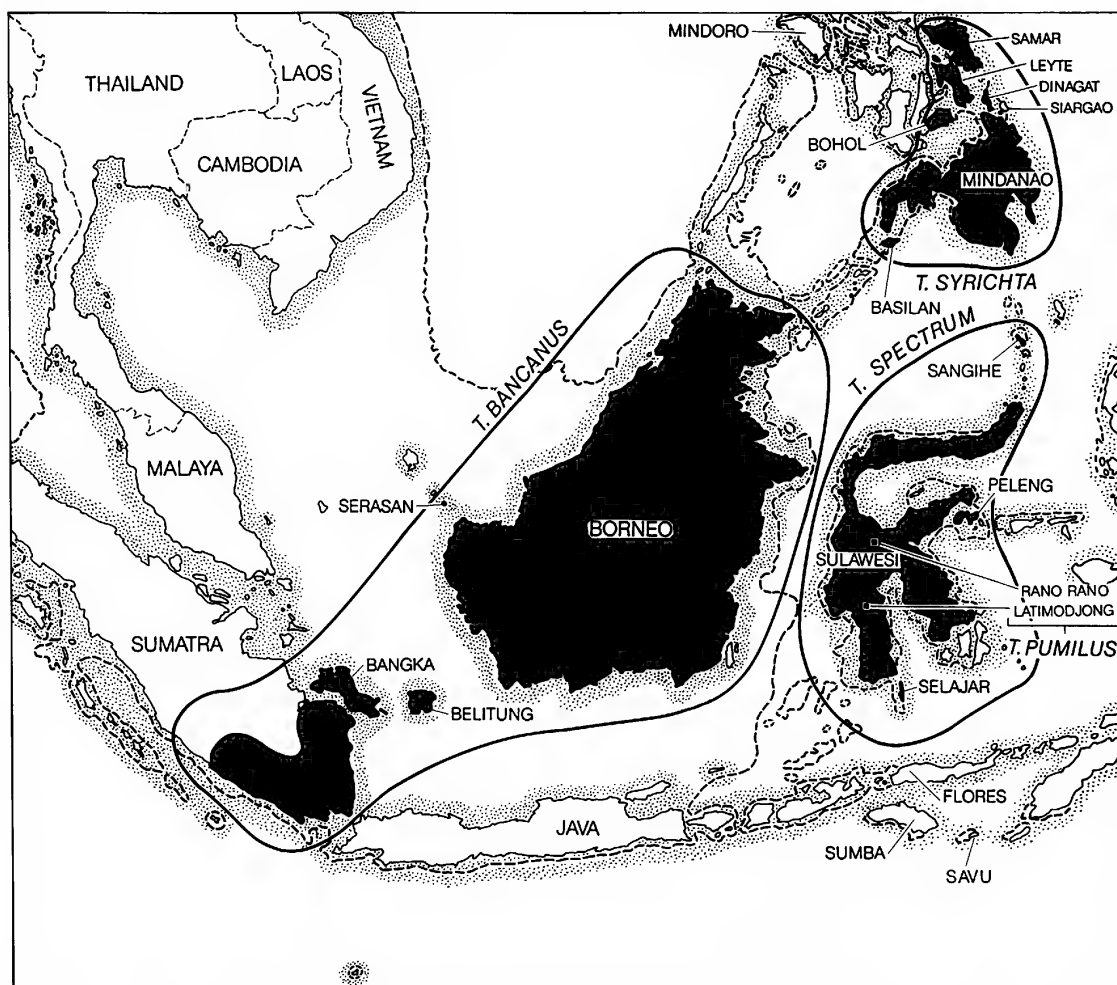 MINDORO
SAMAR
LEYTE
DINAGAT
SIARGAO
BOHOL
MINDANAO
THAILAND
LAOS
VIETNAM
CAMBODIA
T. SYRICHTA
BASILAN
T. BANCANUS
T. SPECTRUM
SANGIHE
MALAYA
SERASAN
BORNEO
PELENG
SULAWESI
RANO RANO
LATIMODJONG
T. PUMILUS
SUMATRA
BANGKA
BELITUNG
SELAJAR
FLORES
JAVA
SUMBA
SAVU